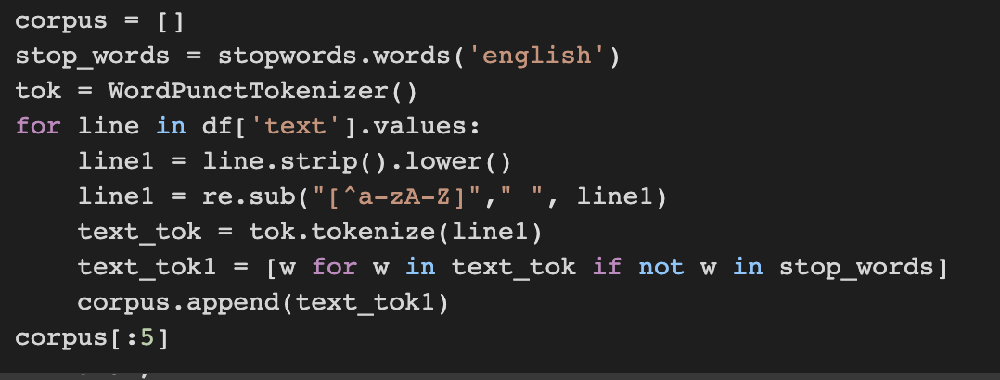 corpus = []
stop_words = stopwords.words('english')
tok = WordPunctTokenizer()
for line in df['text'].values:
    line1 = line.strip().lower()
    line1 = re.sub("[^a-zA-Z]"," ", line1)
    text_tok = tok.tokenize(line1)
    text_tok1 = [w for w in text_tok if not w in stop_words]
    corpus.append(text_tok1)
corpus[:5]